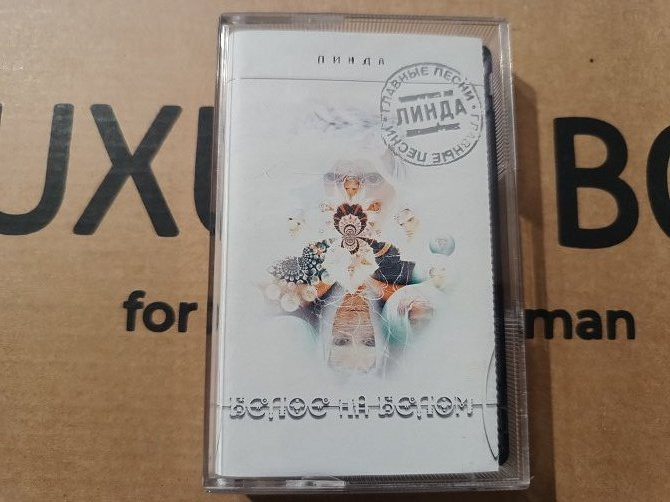 ЛИНДА
ГЛАВНЫЕ ПЕСНИ • ГЛАВНЫЕ ПЕСНИ •
ЛИНДА
UXU BO
for man
БЕЛОЕ НА БЕЛОМ